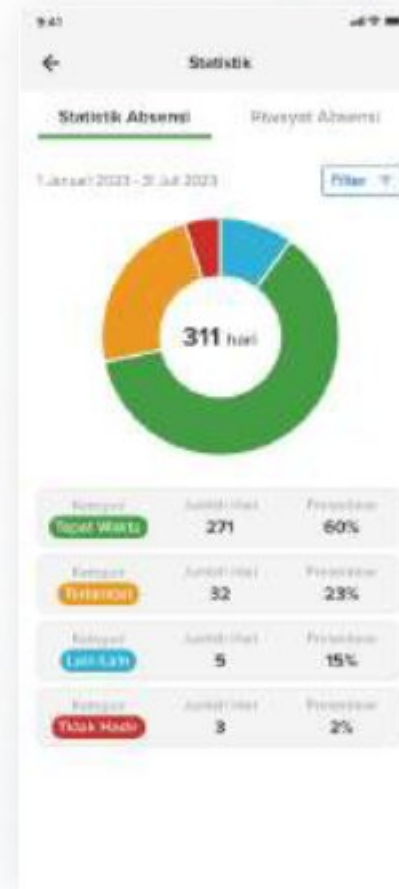 9:41
Statistik
Statistik Absensi Riwayat Absensi
1 Januari 2023 - 31 Juli 2023 Filter
311 hari
Kategori Jumlah Hari Persentase
Tepat Waktu 271 60%
Kategori Jumlah Hari Persentase
Terlambat 32 23%
Kategori Jumlah Hari Persentase
Lain-Lain 5 15%
Kategori Jumlah Hari Persentase
Tidak Hadir 3 2%